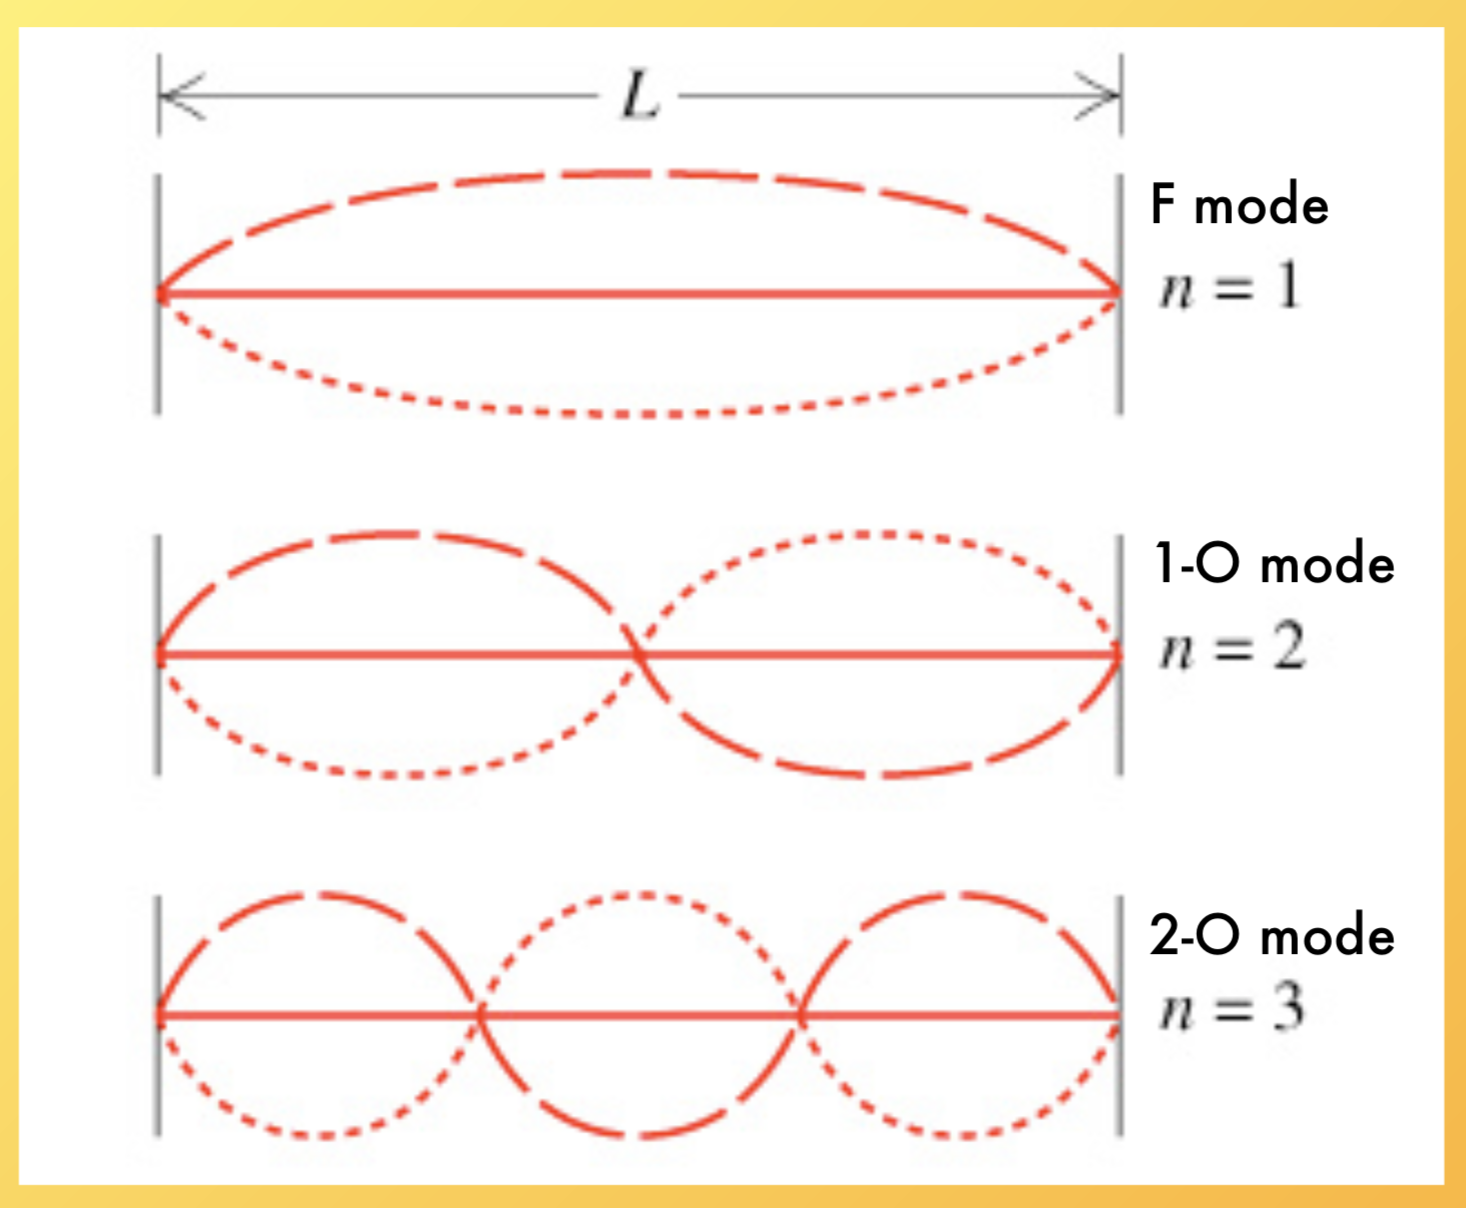 L
F mode
n = 1
1-O mode
n = 2
2-O mode
n = 3